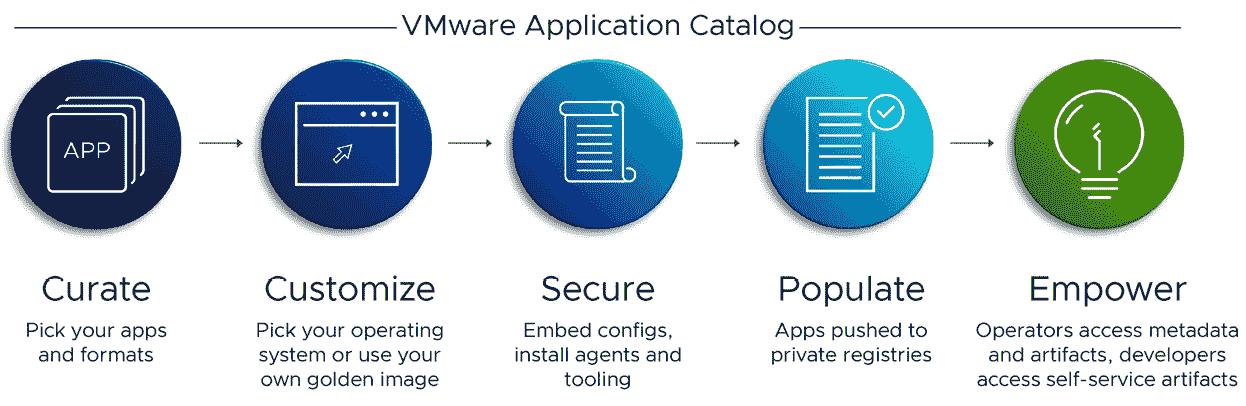 VMware Application Catalog
APP
Curate
Pick your apps
and formats
Customize
Pick your operating
system or use your
own golden image
Secure
Embed configs,
install agents and
tooling
Populate
Apps pushed to
private registries
Empower
Operators access metadata
and artifacts, developers
access self-service artifacts